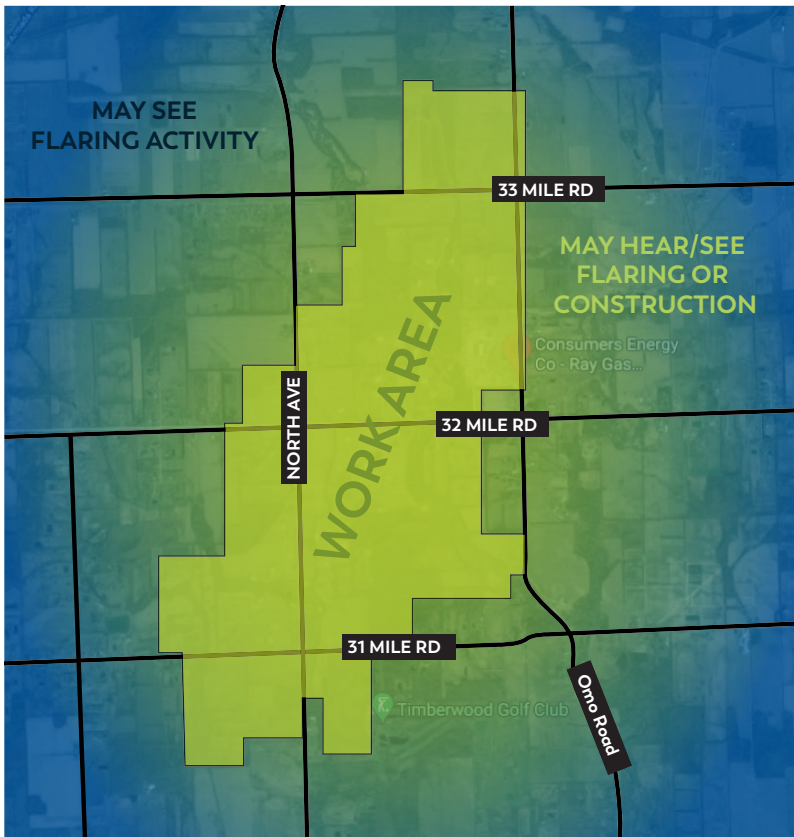 MAY SEE
FLARING ACTIVITY
33 MILE RD
MAY HEAR/SEE
FLARING OR
CONSTRUCTION
WORK AREA
Consumers Energy
Co - Ray Gas...
NORTH AVE
32 MILE RD
31 MILE RD
Timberwood Golf Club
Omo Road